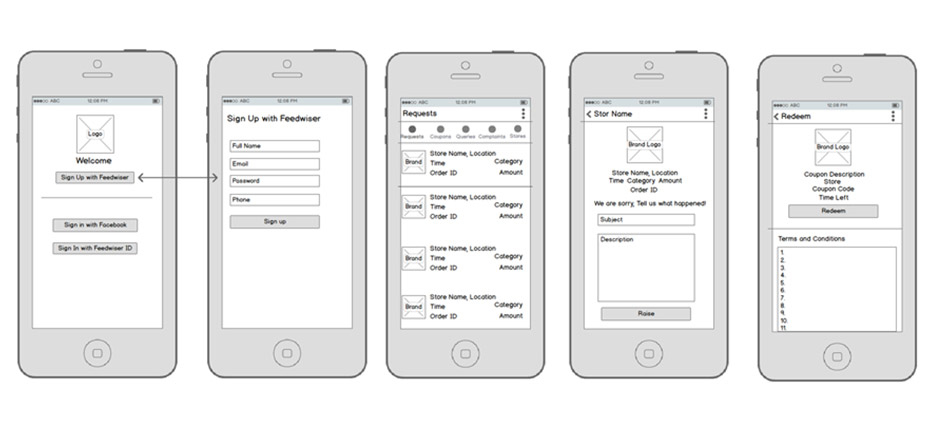 ABC 12:08 PM
Logo
Welcome
Sign Up with Feedwiser
Sign in with Facebook
Sign In with Feedwiser ID
ABC 12:08 PM
Sign Up with Feedwiser
Full Name
Email
Password
Phone
Sign up
ABC 12:08 PM
Requests
Requests Coupons Queries Complaints Stories
Brand
Store Name, Location
Time Category
Order ID Amount
Brand
Store Name, Location
Time Category
Order ID Amount
Brand
Store Name, Location
Time Category
Order ID Amount
Brand
Store Name, Location
Time Category
Order ID Amount
ABC 12:08 PM
Stor Name
Brand Logo
Store Name, Location
Time Category Amount
Order ID
We are sorry, Tell us what happened!
Subject
Description
Raise
ABC 12:08 PM
Redeem
Brand Logo
Coupon Description
Store
Coupon Code
Time Left
Redeem
Terms and Conditions
1.
2.
3.
4.
5.
6.
7.
8.
9.
10.
11.